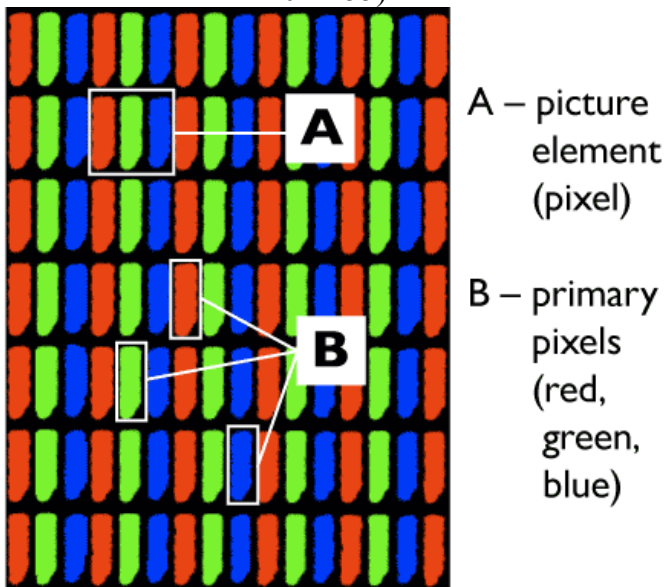 A
B
A – picture
element
(pixel)
B – primary
pixels
(red,
green,
blue)